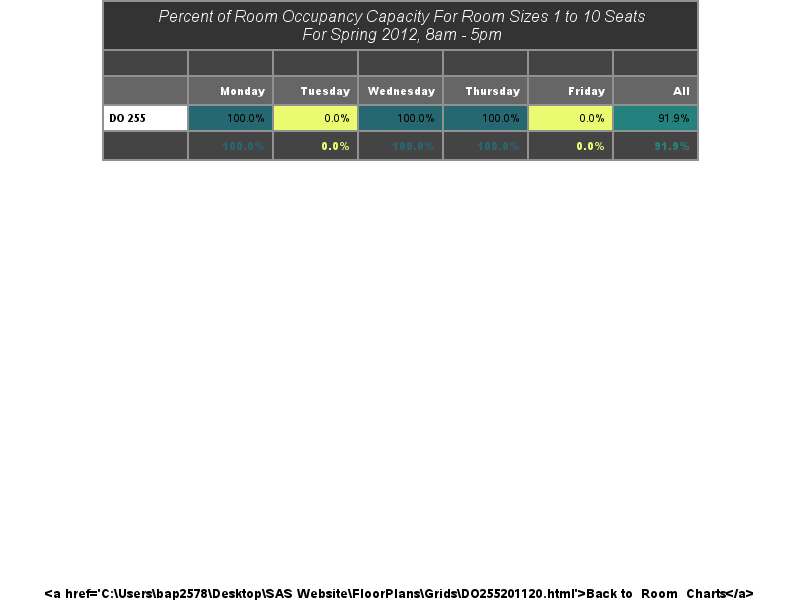 Percent of Room Occupancy Capacity For Room Sizes 1 to 10 Seats
For Spring 2012, 8am - 5pm
Monday Tuesday Wednesday Thursday Friday All
DO 255 100.0% 0.0% 100.0% 100.0% 0.0% 91.9%
100.0% 0.0% 100.0% 100.0% 0.0% 91.9%
<a href='C:\Users\bap2578\Desktop\SAS Website\FloorPlans\Grids\DO255201120.html'>Back to Room Charts</a>